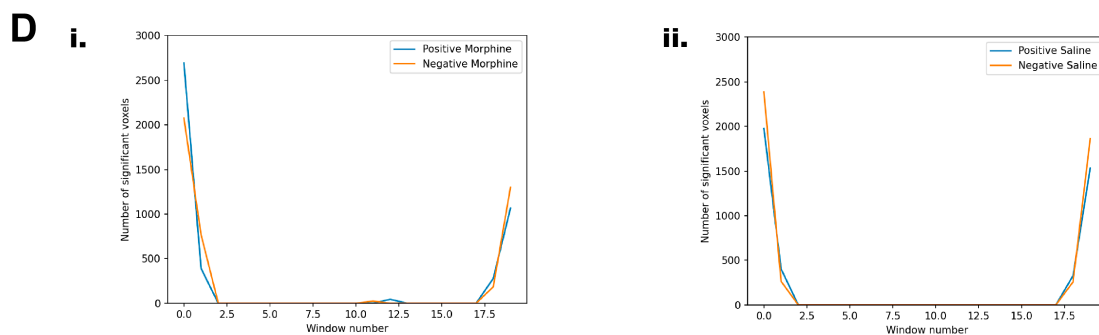 D
i.
3000
2500
2000
1500
1000
500
0
Number of significant voxels
Positive Morphine
Negative Morphine
0.0 2.5 5.0 7.5 10.0 12.5 15.0 17.5
Window number
ii.
3000
2500
2000
1500
1000
500
0
Number of significant voxels
Positive Saline
Negative Saline
0.0 2.5 5.0 7.5 10.0 12.5 15.0 17.5
Window number